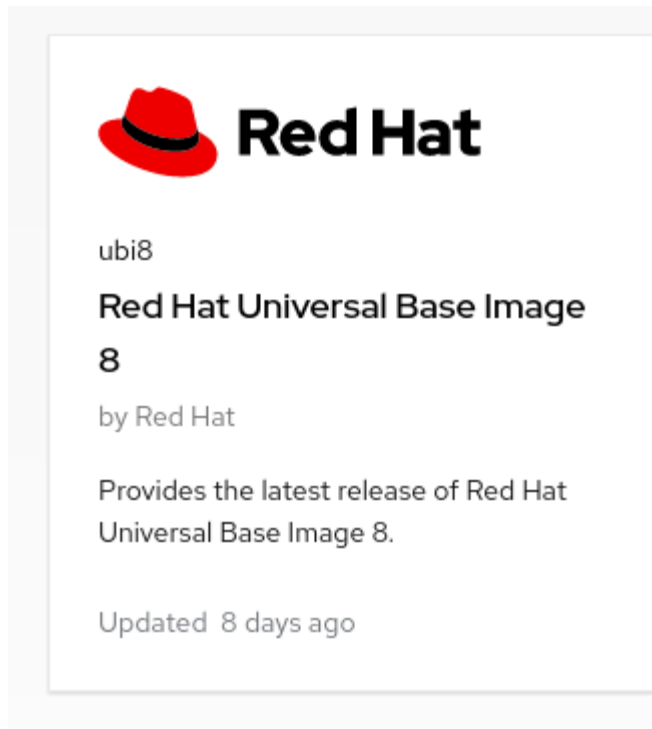 Red Hat
ubi8
Red Hat Universal Base Image
8
by Red Hat
Provides the latest release of Red Hat
Universal Base Image 8.
Updated 8 days ago